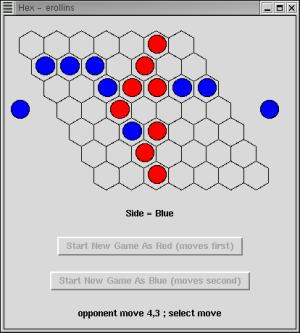 Hex - erollins
Side = Blue
Start New Game As Red (moves first)
Start New Game As Blue (moves second)
opponent move 4,3 ; select move